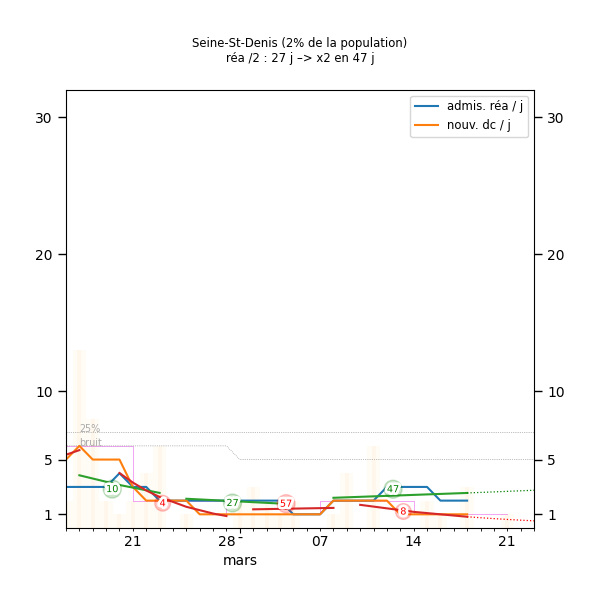 Seine-St-Denis (2% de la population)
réa /2 : 27 j –> x2 en 47 j
admis. réa / j
nouv. dc / j
30 30
20 20
10 10
25%
bruit
5 5
10 4 27 57 47 8
1 1
21 28 07 14 21
mars